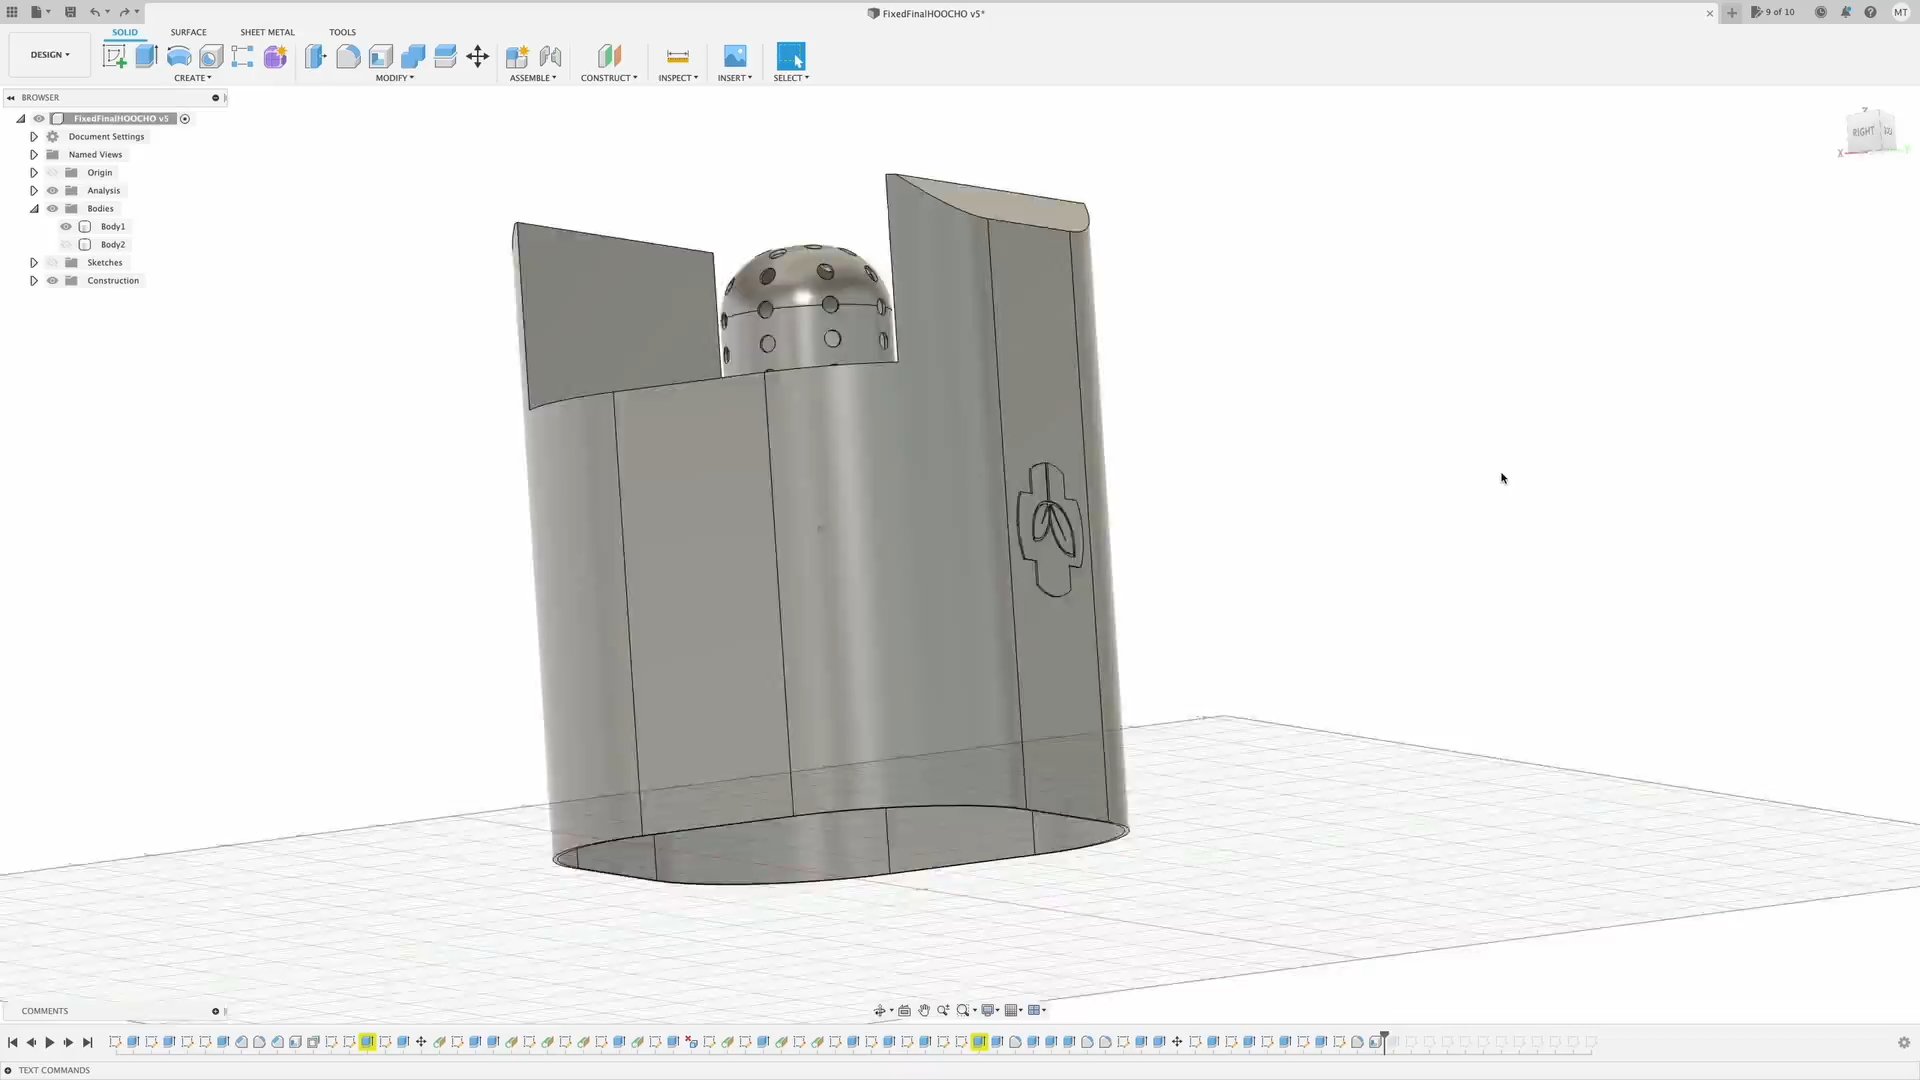 FixedFinalHOOCHO v5*
9 of 10
MT
DESIGN
SOLID
SURFACE
SHEET METAL
TOOLS
CREATE
MODIFY
ASSEMBLE
CONSTRUCT
INSPECT
INSERT
SELECT
BROWSER
FixedFinalHOOCHO v5
Document Settings
Named Views
Origin
Analysis
Bodies
Body1
Body2
Sketches
Construction
Z
RIGHT
X
Y
COMMENTS
TEXT COMMANDS